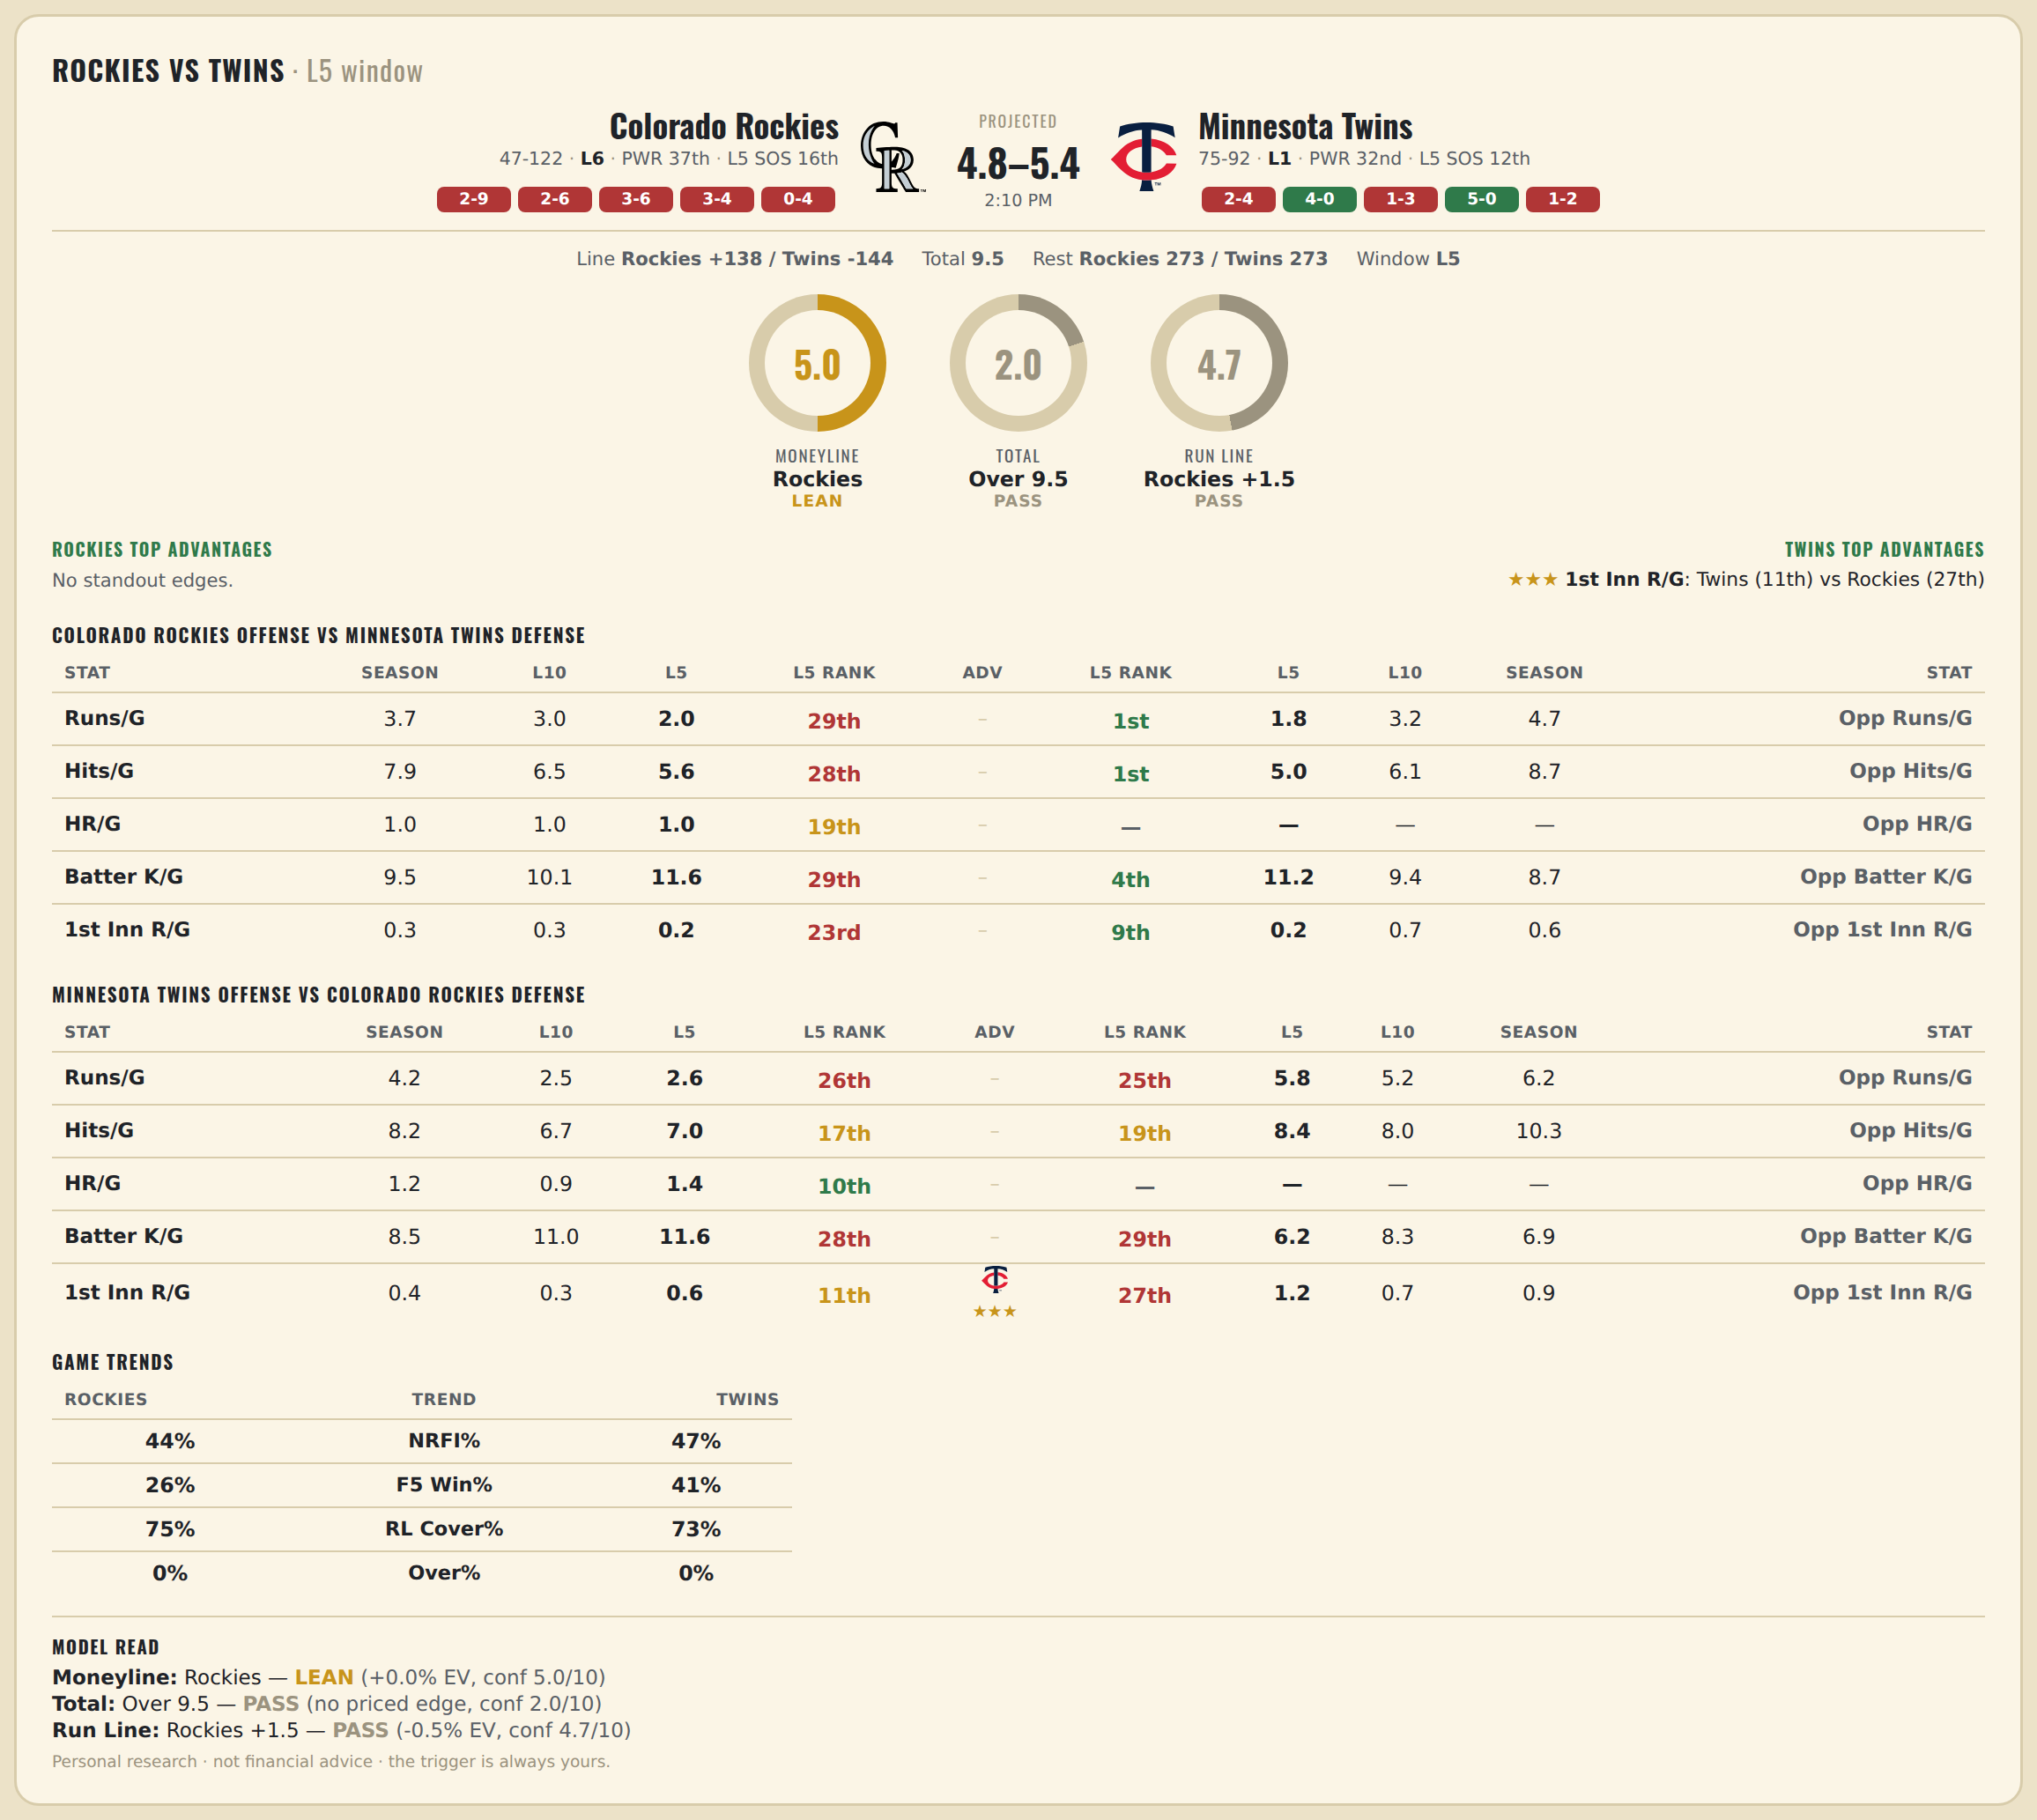 ROCKIES VS TWINS · L5 window
Colorado Rockies
47-122 · L6 · PWR 37th · L5 SOS 16th
2-9 2-6 3-6 3-4 0-4
CR™
PROJECTED
4.8–5.4
2:10 PM
TC™
Minnesota Twins
75-92 · L1 · PWR 32nd · L5 SOS 12th
2-4 4-0 1-3 5-0 1-2
Line Rockies +138 / Twins -144 Total 9.5 Rest Rockies 273 / Twins 273 Window L5
5.0 2.0 4.7
MONEYLINE TOTAL RUN LINE
Rockies Over 9.5 Rockies +1.5
LEAN PASS PASS
ROCKIES TOP ADVANTAGES
No standout edges.
TWINS TOP ADVANTAGES
★★★ 1st Inn R/G: Twins (11th) vs Rockies (27th)
COLORADO ROCKIES OFFENSE VS MINNESOTA TWINS DEFENSE
STAT SEASON L10 L5 L5 RANK ADV L5 RANK L5 L10 SEASON STAT
Runs/G 3.7 3.0 2.0 29th – 1st 1.8 3.2 4.7 Opp Runs/G
Hits/G 7.9 6.5 5.6 28th – 1st 5.0 6.1 8.7 Opp Hits/G
HR/G 1.0 1.0 1.0 19th – — — — — Opp HR/G
Batter K/G 9.5 10.1 11.6 29th – 4th 11.2 9.4 8.7 Opp Batter K/G
1st Inn R/G 0.3 0.3 0.2 23rd – 9th 0.2 0.7 0.6 Opp 1st Inn R/G
MINNESOTA TWINS OFFENSE VS COLORADO ROCKIES DEFENSE
STAT SEASON L10 L5 L5 RANK ADV L5 RANK L5 L10 SEASON STAT
Runs/G 4.2 2.5 2.6 26th – 25th 5.8 5.2 6.2 Opp Runs/G
Hits/G 8.2 6.7 7.0 17th – 19th 8.4 8.0 10.3 Opp Hits/G
HR/G 1.2 0.9 1.4 10th – — — — — Opp HR/G
Batter K/G 8.5 11.0 11.6 28th – 29th 6.2 8.3 6.9 Opp Batter K/G
1st Inn R/G 0.4 0.3 0.6 11th TC ★★★ 27th 1.2 0.7 0.9 Opp 1st Inn R/G
GAME TRENDS
ROCKIES TREND TWINS
44% NRFI% 47%
26% F5 Win% 41%
75% RL Cover% 73%
0% Over% 0%
MODEL READ
Moneyline: Rockies — LEAN (+0.0% EV, conf 5.0/10)
Total: Over 9.5 — PASS (no priced edge, conf 2.0/10)
Run Line: Rockies +1.5 — PASS (-0.5% EV, conf 4.7/10)
Personal research · not financial advice · the trigger is always yours.